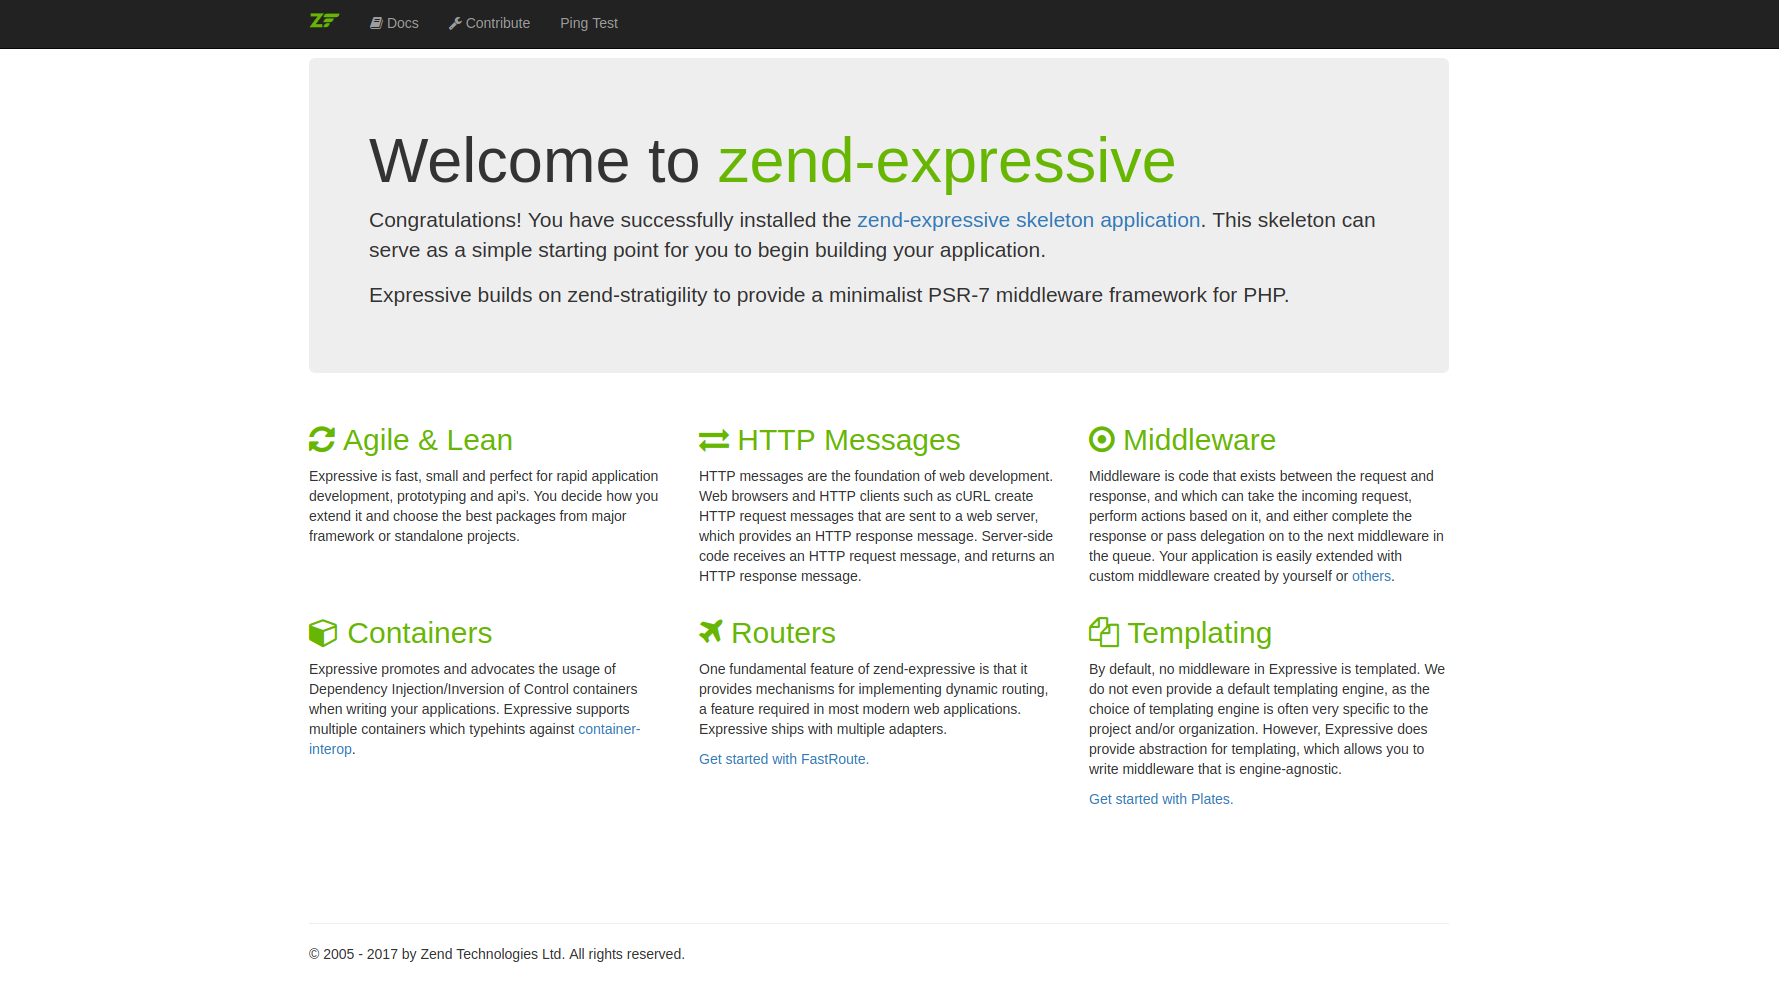 ZF Docs Contribute Ping Test
Welcome to zend-expressive
Congratulations! You have successfully installed the zend-expressive skeleton application. This skeleton can
serve as a simple starting point for you to begin building your application.
Expressive builds on zend-stratigility to provide a minimalist PSR-7 middleware framework for PHP.
Agile & Lean
Expressive is fast, small and perfect for rapid application
development, prototyping and api's. You decide how you
extend it and choose the best packages from major
framework or standalone projects.
HTTP Messages
HTTP messages are the foundation of web development.
Web browsers and HTTP clients such as cURL create
HTTP request messages that are sent to a web server,
which provides an HTTP response message. Server-side
code receives an HTTP request message, and returns an
HTTP response message.
Middleware
Middleware is code that exists between the request and
response, and which can take the incoming request,
perform actions based on it, and either complete the
response or pass delegation on to the next middleware in
the queue. Your application is easily extended with
custom middleware created by yourself or others.
Containers
Expressive promotes and advocates the usage of
Dependency Injection/Inversion of Control containers
when writing your applications. Expressive supports
multiple containers which typehints against container-
interop.
Routers
One fundamental feature of zend-expressive is that it
provides mechanisms for implementing dynamic routing,
a feature required in most modern web applications.
Expressive ships with multiple adapters.
Get started with FastRoute.
Templating
By default, no middleware in Expressive is templated. We
do not even provide a default templating engine, as the
choice of templating engine is often very specific to the
project and/or organization. However, Expressive does
provide abstraction for templating, which allows you to
write middleware that is engine-agnostic.
Get started with Plates.
© 2005 - 2017 by Zend Technologies Ltd. All rights reserved.